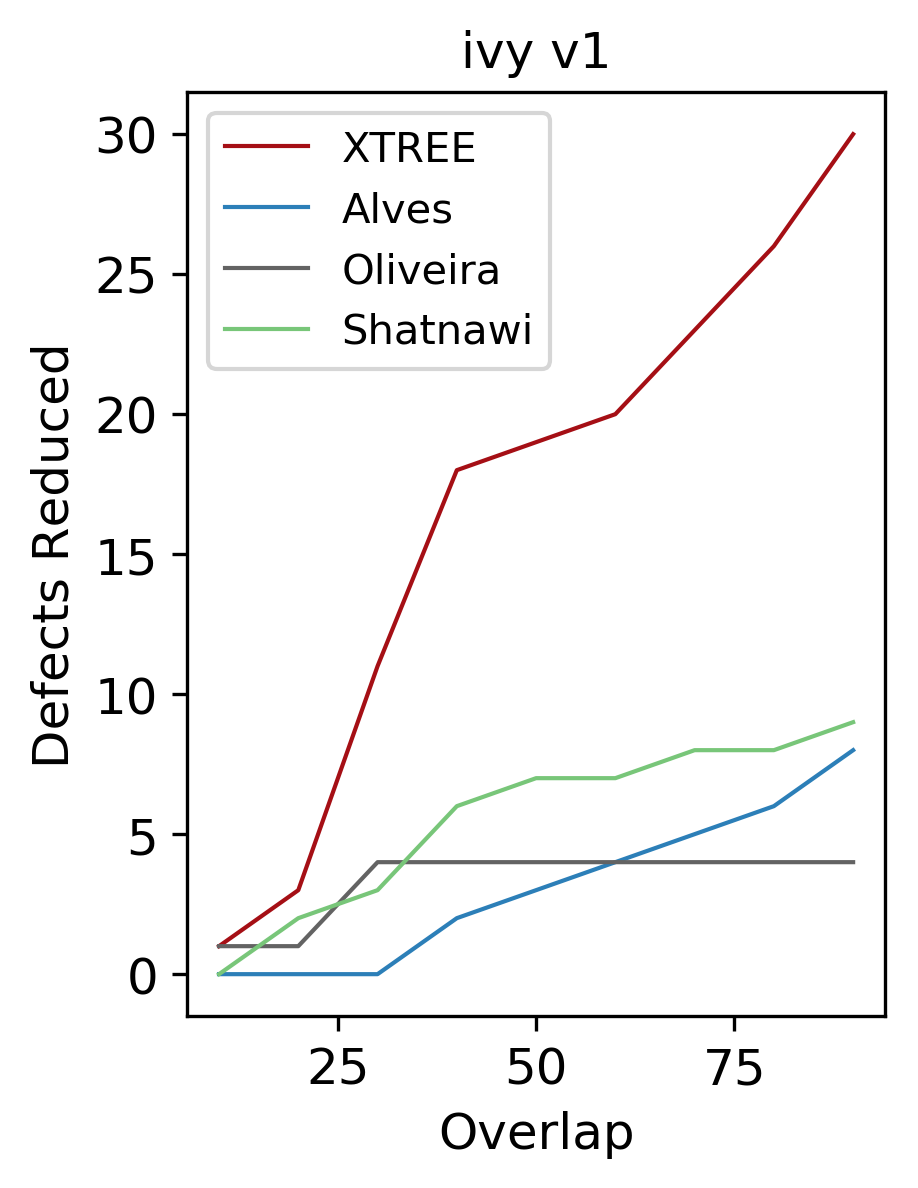 ivy v1
XTREE
Alves
Oliveira
Shatnawi
Defects Reduced
30
25
20
15
10
5
0
25 50 75
Overlap